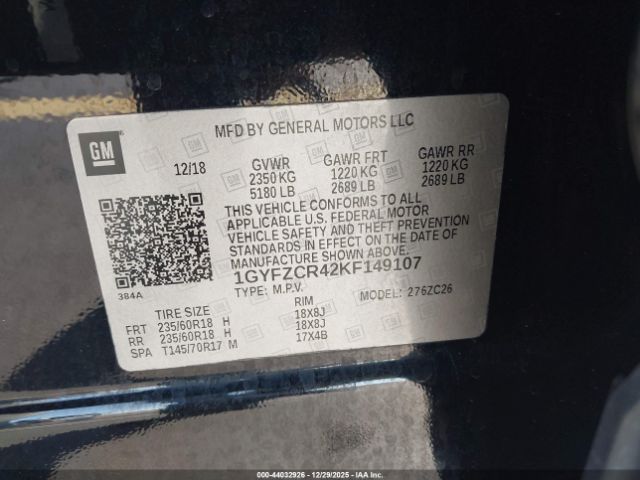 GM
MFD BY GENERAL MOTORS LLC
12/18
GVWR GAWR FRT GAWR RR
2350 KG 1220 KG 1220 KG
5180 LB 2689 LB 2689 LB
THIS VEHICLE CONFORMS TO ALL
APPLICABLE U.S. FEDERAL MOTOR
VEHICLE SAFETY AND THEFT PREVENTION
STANDARDS IN EFFECT ON THE DATE OF
MANUFACTURE SHOWN ABOVE.
1GYFZCR42KF149107
384A
TYPE: M.P.V. MODEL: 276ZC26
TIRE SIZE RIM
FRT 235/60R18 H 18X8J
RR 235/60R18 H 18X8J
SPA T145/70R17 M 17X4B
000-44032926 - 12/29/2025 - IAAI.COM